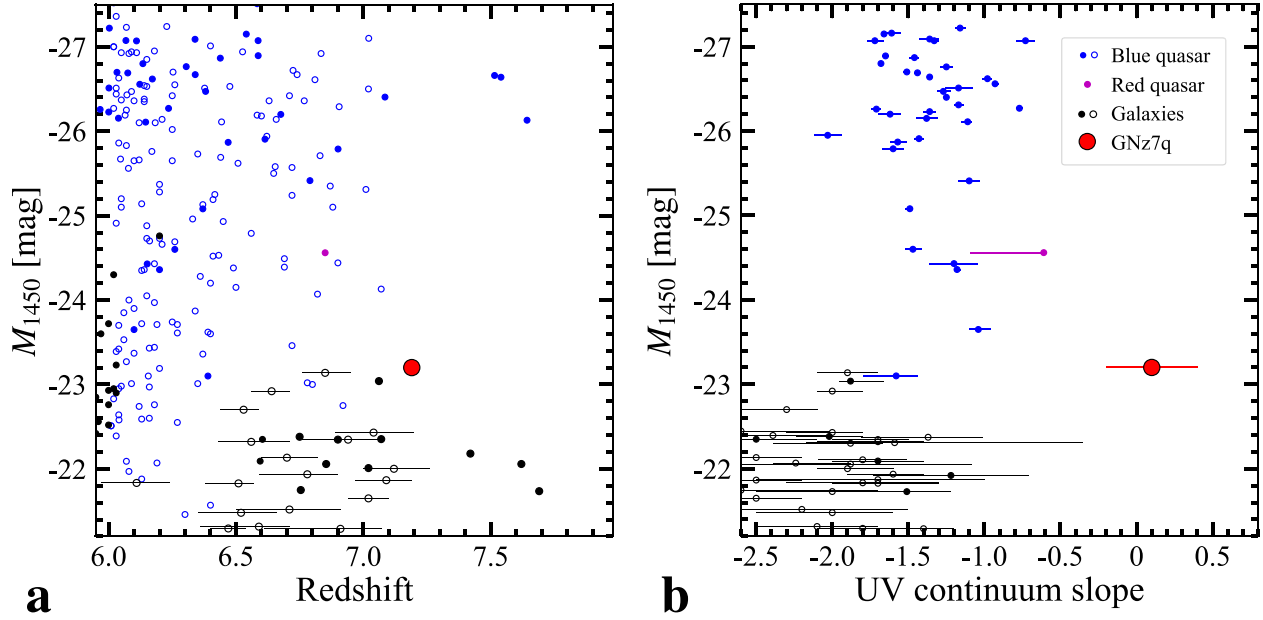 -27
-26
-25
-24
-23
-22
M1450 [mag]
6.0 6.5 7.0 7.5
Redshift
a
-27
-26
-25
-24
-23
-22
M1450 [mag]
Blue quasar
Red quasar
Galaxies
GNz7q
-2.5 -2.0 -1.5 -1.0 -0.5 0 0.5
UV continuum slope
b